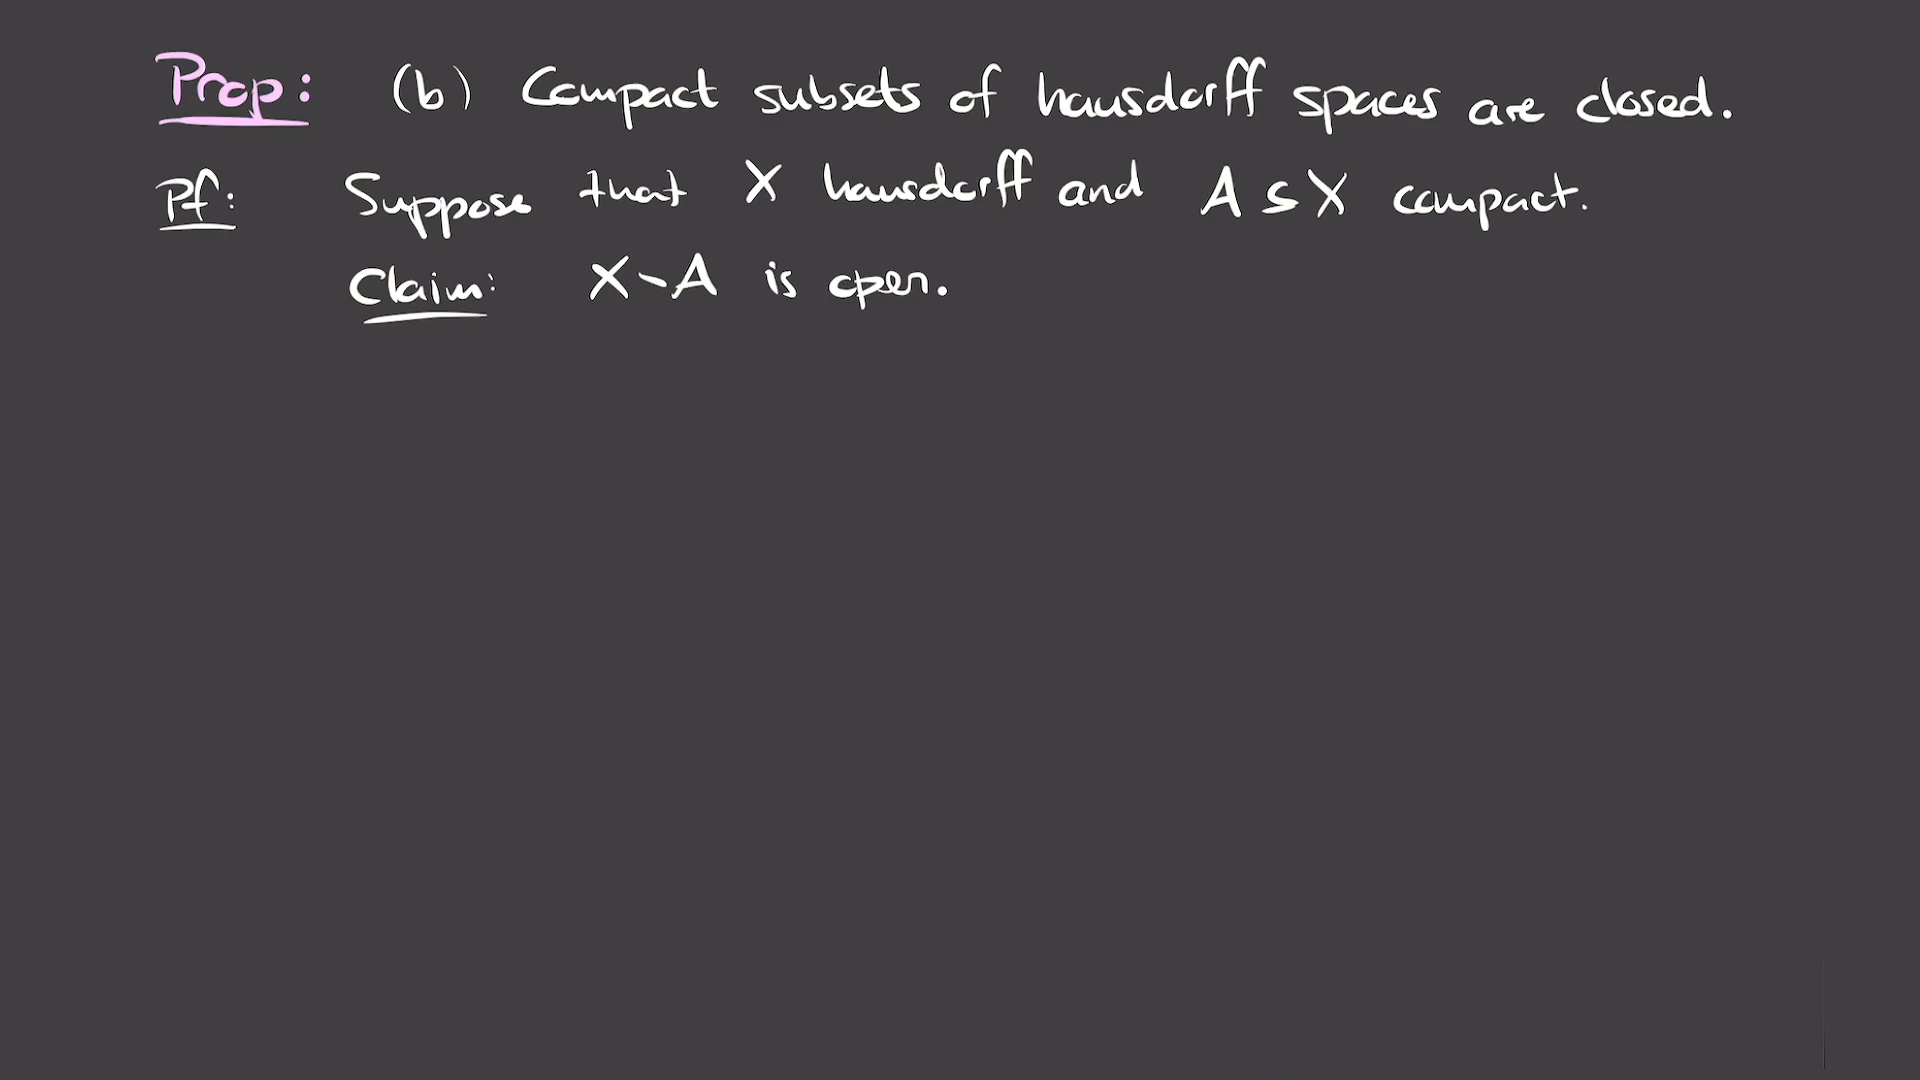 Prop: (b) Compact subsets of hausdorff spaces are closed.
Pf: Suppose that X hausdorff and A ⊆ X compact.
Claim: X∖A is open.